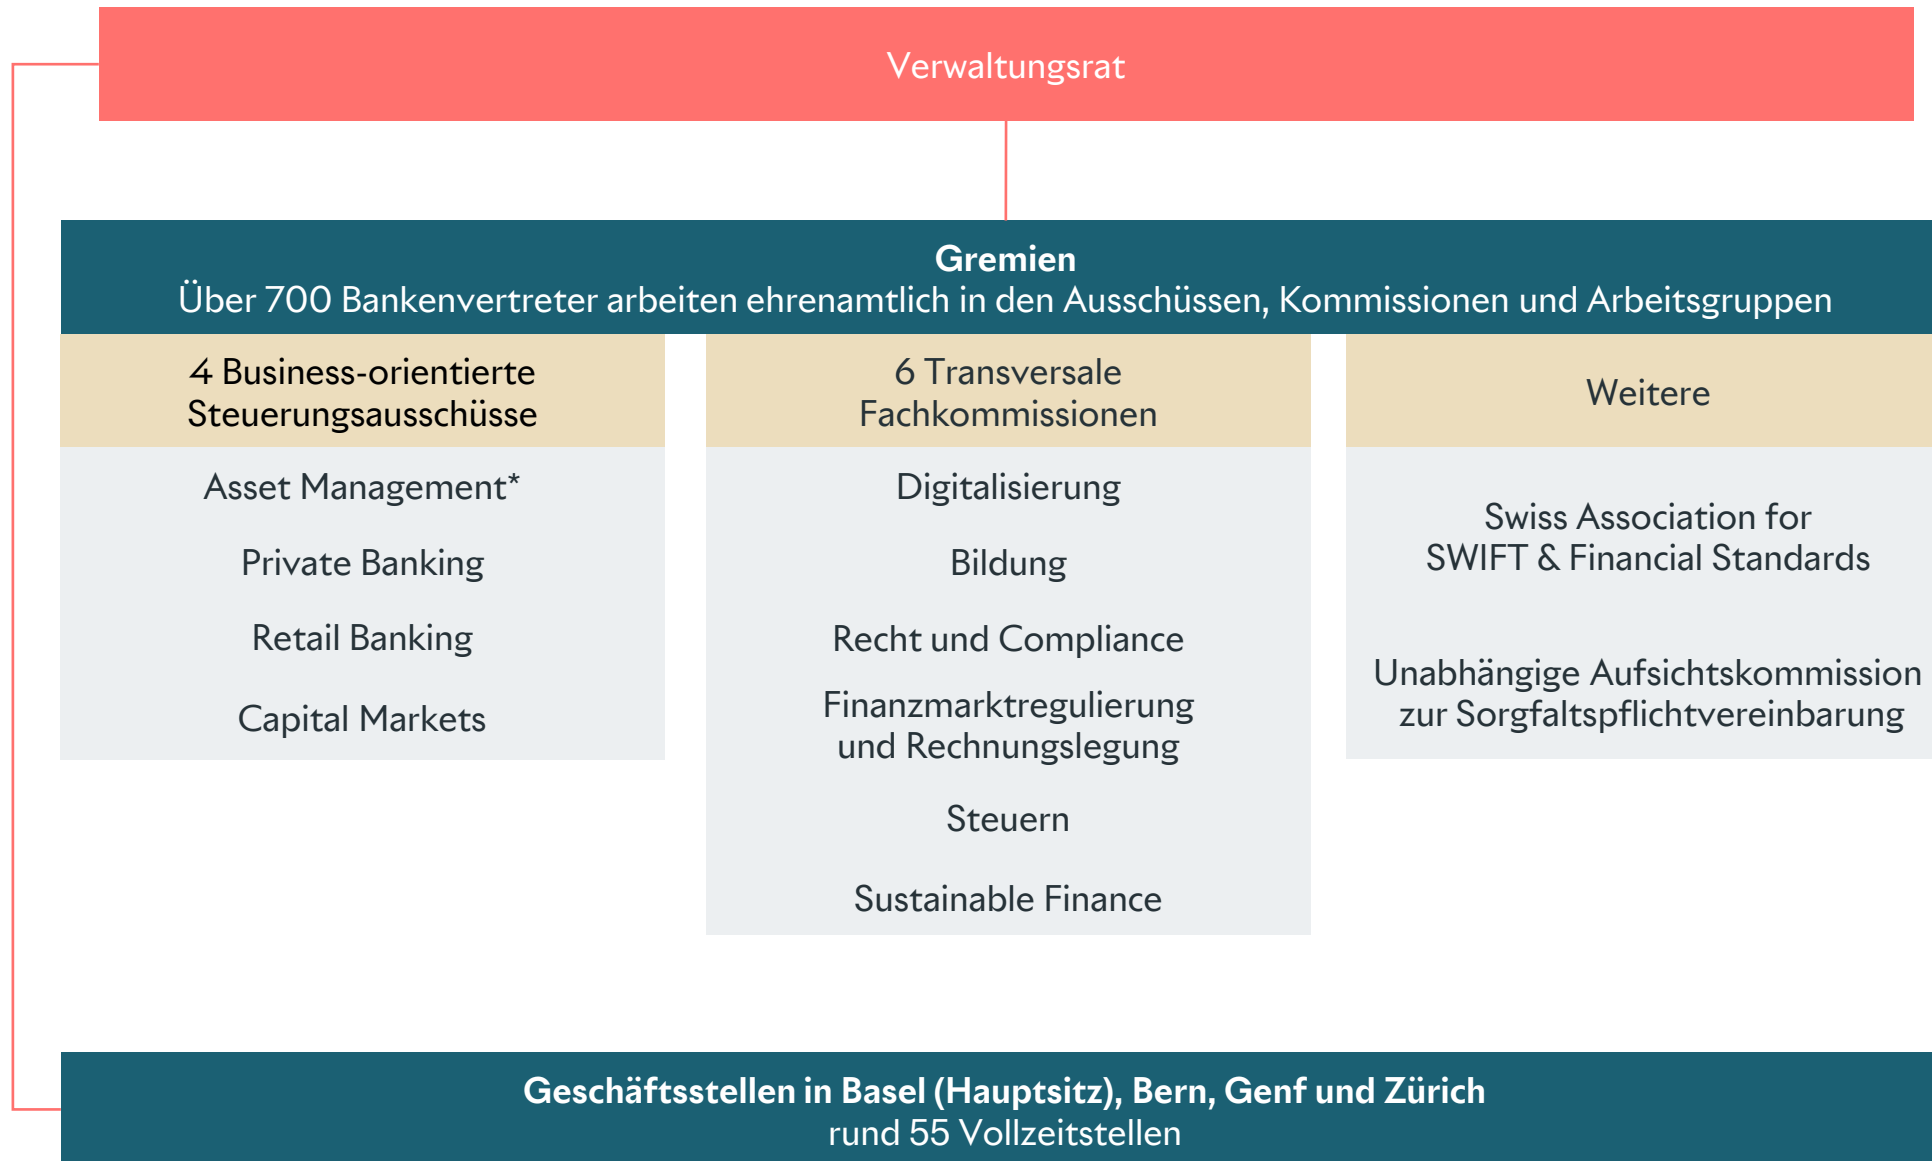 Verwaltungsrat
Gremien
Über 700 Bankenvertreter arbeiten ehrenamtlich in den Ausschüssen, Kommissionen und Arbeitsgruppen
4 Business-orientierte
Steuerungsausschüsse
Asset Management*
Private Banking
Retail Banking
Capital Markets
6 Transversale
Fachkommissionen
Digitalisierung
Bildung
Recht und Compliance
Finanzmarktregulierung
und Rechnungslegung
Steuern
Sustainable Finance
Weitere
Swiss Association for
SWIFT & Financial Standards
Unabhängige Aufsichtskommission
zur Sorgfaltspflichtvereinbarung
Geschäftsstellen in Basel (Hauptsitz), Bern, Genf und Zürich
rund 55 Vollzeitstellen